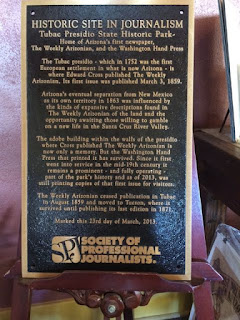 HISTORIC SITE IN JOURNALISM
Tubac Presidio State Historic Park-
Home of Arizona's first newspaper,
The Weekly Arizonian, and the Washington Hand Press
The Tubac presidio - which in 1752 was the first
European settlement in what is now Arizona - is
where Edward Cross published The Weekly
Arizonian. Its first issue was published March 3, 1859.
Arizona's eventual separation from New Mexico
as its own territory in 1863 was influenced by
the kinds of expansive descriptions found in
The Weekly Arizonian of the land and the
opportunity awaiting those willing to gamble
on a new life in the Santa Cruz River Valley.
The adobe building within the walls of the presidio
where Cross published The Weekly Arizonian is
now only a memory. But the Washington Hand
Press that printed it has survived. Since it first
went into service in the mid-19th century it
remains a prominent - and fully operating -
part of the park's history and as of 2013, was
still printing copies of that first issue for visitors.
The Weekly Arizonian ceased publication in Tubac
in August 1859 and moved to Tucson, where it
survived until publishing its last edition in 1871.
Marked this 23rd day of March, 2013
SPJ SOCIETY OF
PROFESSIONAL
JOURNALISTS.